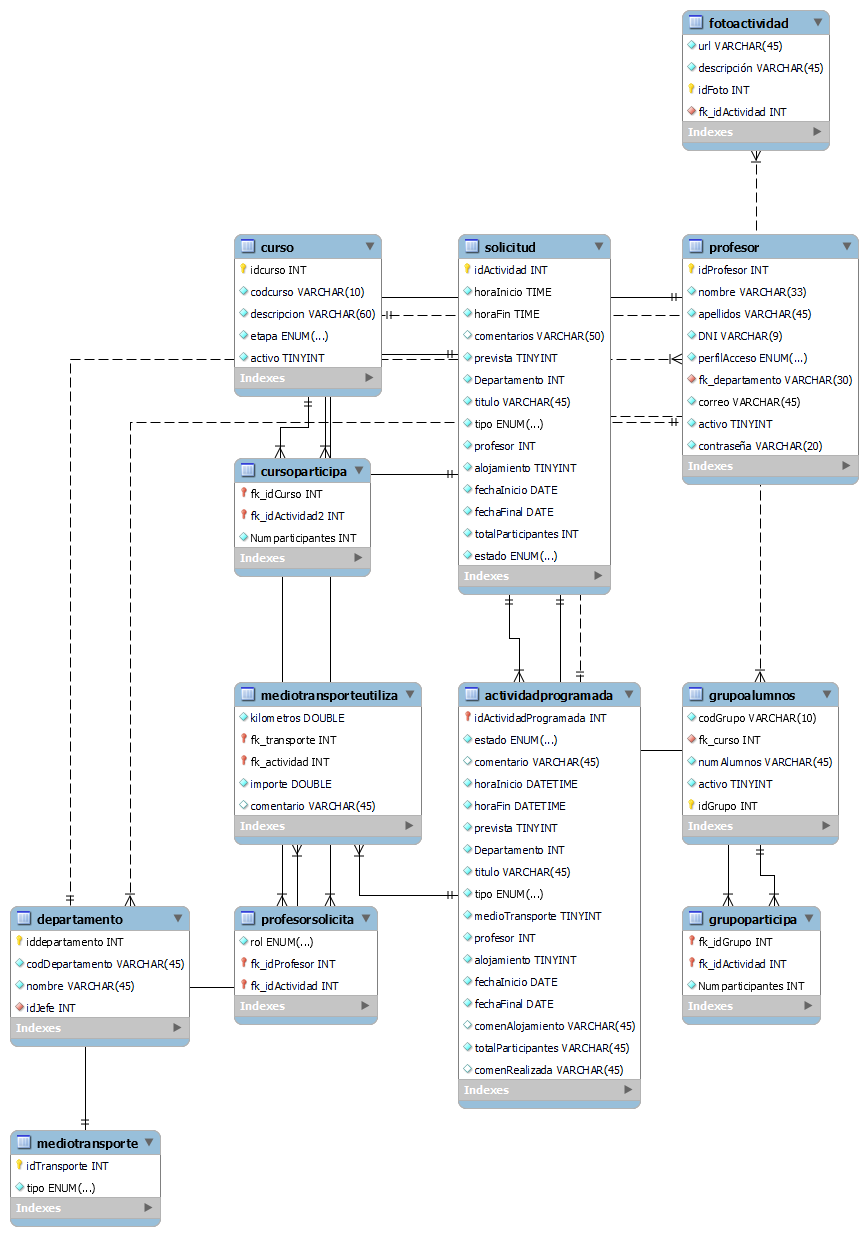 fotoactividad
url VARCHAR(45)
descripción VARCHAR(45)
idFoto INT
fk_idActividad INT
Indexes
curso
idcurso INT
codcurso VARCHAR(10)
descripcion VARCHAR(60)
etapa ENUM(...)
activo TINYINT
Indexes
solicitud
idActividad INT
horaInicio TIME
horaFin TIME
comentarios VARCHAR(50)
prevista TINYINT
Departamento INT
titulo VARCHAR(45)
tipo ENUM(...)
profesor INT
alojamiento TINYINT
fechaInicio DATE
fechaFinal DATE
totalParticipantes INT
estado ENUM(...)
Indexes
profesor
idProfesor INT
nombre VARCHAR(33)
apellidos VARCHAR(45)
DNI VARCHAR(9)
perfilAcceso ENUM(...)
fk_departamento VARCHAR(30)
correo VARCHAR(45)
activo TINYINT
contraseña VARCHAR(20)
Indexes
cursoparticipa
fk_idCurso INT
fk_idActividad2 INT
Numparticipantes INT
Indexes
mediotransporteutiliza
kilometros DOUBLE
fk_transporte INT
fk_actividad INT
importe DOUBLE
comentario VARCHAR(45)
Indexes
actividadprogramada
idActividadProgramada INT
estado ENUM(...)
comentario VARCHAR(45)
horaInicio DATETIME
horaFin DATETIME
prevista TINYINT
Departamento INT
titulo VARCHAR(45)
tipo ENUM(...)
medioTransporte TINYINT
profesor INT
alojamiento TINYINT
fechaInicio DATE
fechaFinal DATE
comenAlojamiento VARCHAR(45)
totalParticipantes VARCHAR(45)
comenRealizada VARCHAR(45)
Indexes
grupoalumnos
codGrupo VARCHAR(10)
fk_curso INT
numAlumnos VARCHAR(45)
activo TINYINT
idGrupo INT
Indexes
departamento
iddepartamento INT
codDepartamento VARCHAR(45)
nombre VARCHAR(45)
idJefe INT
Indexes
profesorsolicita
rol ENUM(...)
fk_idProfesor INT
fk_idActividad INT
Indexes
grupoparticipa
fk_idGrupo INT
fk_idActividad INT
Numparticipantes INT
Indexes
mediotransporte
idTransporte INT
tipo ENUM(...)
Indexes